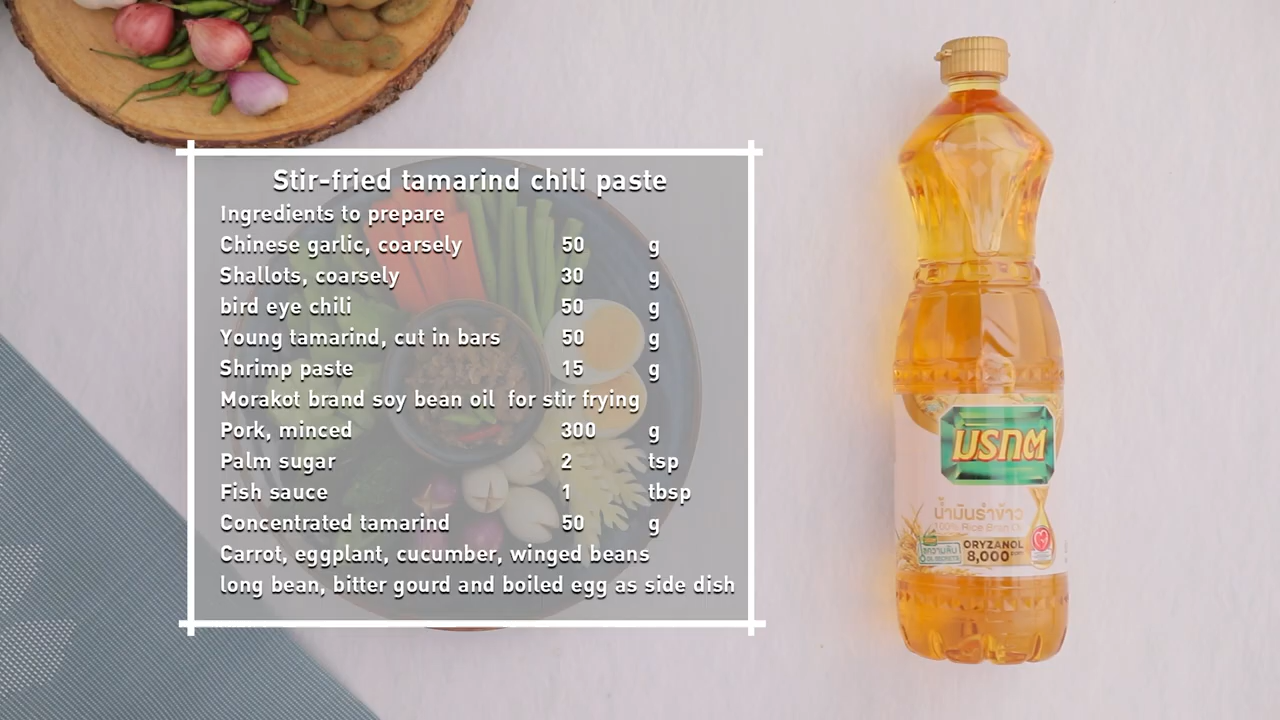 Stir-fried tamarind chili paste
Ingredients to prepare
Chinese garlic, coarsely 50 g
Shallots, coarsely 30 g
bird eye chili 50 g
Young tamarind, cut in bars 50 g
Shrimp paste 15 g
Morakot brand soy bean oil for stir frying
Pork, minced 300 g
Palm sugar 2 tsp
Fish sauce 1 tbsp
Concentrated tamarind 50 g
Carrot, eggplant, cucumber, winged beans
long bean, bitter gourd and boiled egg as side dish
มรกต
น้ำมันรำข้าว
100% Rice Bran Oil
ORYZANOL
8,000